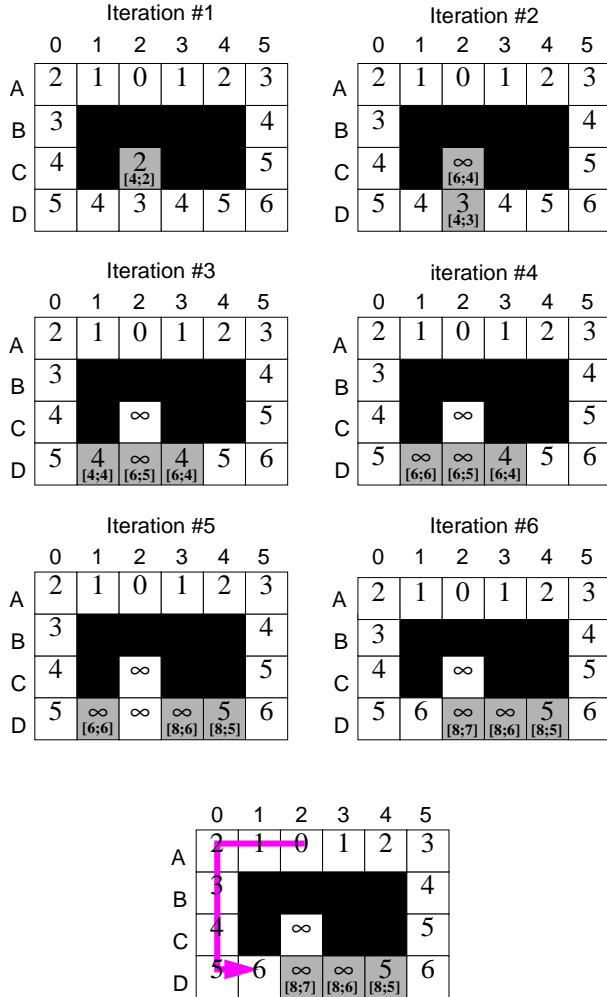 Iteration #1
0 1 2 3 4 5
A 2 1 0 1 2 3
B 3 4
C 4 2 5
[4;2]
D 5 4 3 4 5 6
Iteration #2
0 1 2 3 4 5
A 2 1 0 1 2 3
B 3 4
C 4 ∞ 5
[6;4]
D 5 4 3 4 5 6
[4;3]
Iteration #3
0 1 2 3 4 5
A 2 1 0 1 2 3
B 3 4
C 4 ∞ 5
D 5 4 ∞ 4 5 6
[4;4] [6;5] [6;4]
iteration #4
0 1 2 3 4 5
A 2 1 0 1 2 3
B 3 4
C 4 ∞ 5
D 5 ∞ ∞ 4 5 6
[6;6] [6;5] [6;4]
Iteration #5
0 1 2 3 4 5
A 2 1 0 1 2 3
B 3 4
C 4 ∞ 5
D 5 ∞ ∞ ∞ 5 6
[6;6] [8;6] [8;5]
Iteration #6
0 1 2 3 4 5
A 2 1 0 1 2 3
B 3 4
C 4 ∞ 5
D 5 6 ∞ ∞ 5 6
[8;7] [8;6] [8;5]
0 1 2 3 4 5
A 2 1 0 1 2 3
B 3 4
C 4 ∞ 5
D 5 6 ∞ ∞ 5 6
[8;7] [8;6] [8;5]